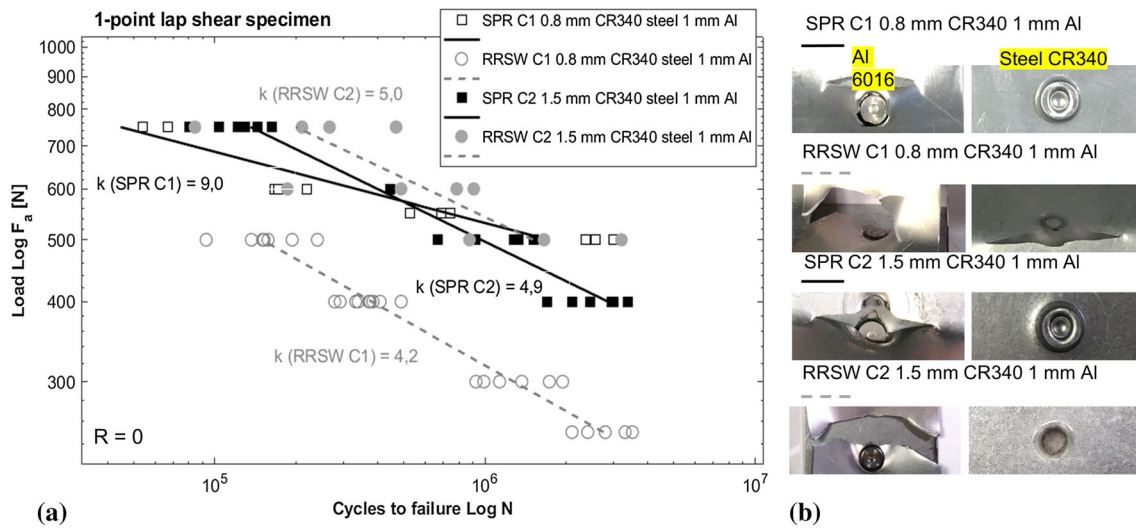 1-point lap shear specimen
SPR C1 0.8 mm CR340 steel 1 mm Al
RRSW C1 0.8 mm CR340 steel 1 mm Al
SPR C2 1.5 mm CR340 steel 1 mm Al
RRSW C2 1.5 mm CR340 steel 1 mm Al
1000
900
800
700
600
500
400
300
Load Log Fa [N]
k (RRSW C2) = 5,0
k (SPR C1) = 9,0
k (SPR C2) = 4,9
k (RRSW C1) = 4,2
R = 0
10^5
10^6
10^7
Cycles to failure Log N
(a)
SPR C1 0.8 mm CR340 1 mm Al
Al
6016
Steel CR340
RRSW C1 0.8 mm CR340 1 mm Al
SPR C2 1.5 mm CR340 1 mm Al
RRSW C2 1.5 mm CR340 1 mm Al
(b)